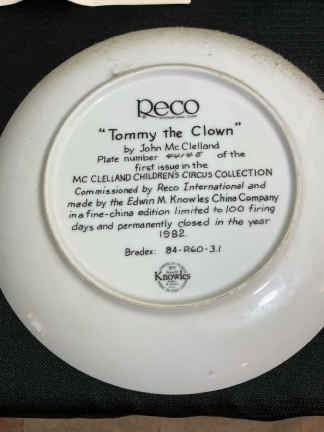 Reco
"Tommy the Clown"
by John McClelland
Plate number of the
first issue in the
MC CLELLAND CHILDREN'S CIRCUS COLLECTION
Commissioned by Reco International and
made by the Edwin M. Knowles China Company
in a fine-china edition limited to 100 firing
days and permanently closed in the year
1982.
Bradex: 84-R60-3.1
Knowles